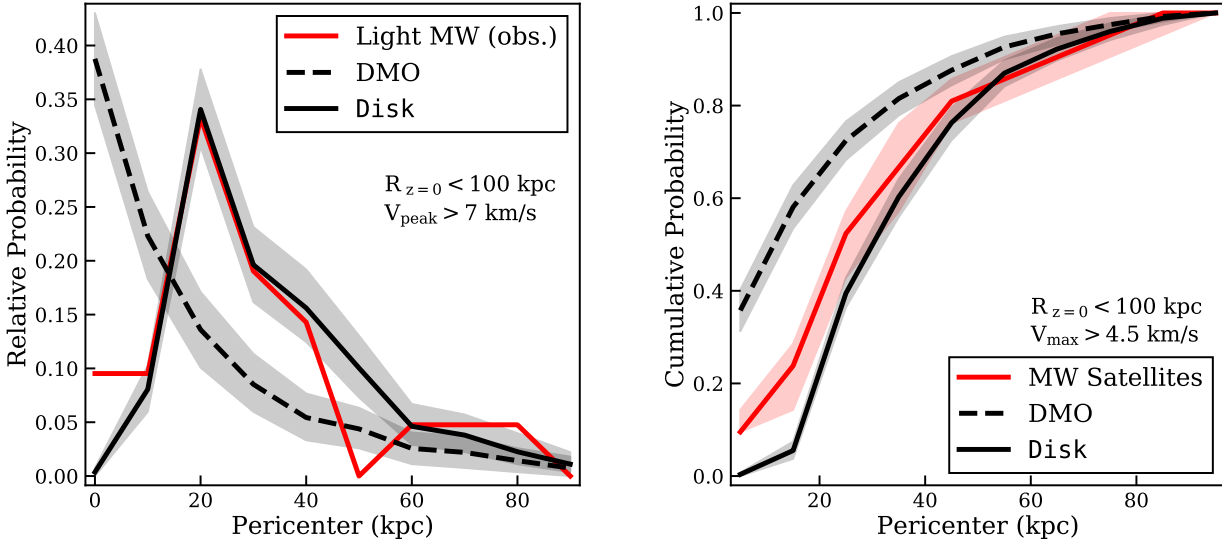 Relative Probability
0.40
0.35
0.30
0.25
0.20
0.15
0.10
0.05
0.00
0
20
40
60
80
Pericenter (kpc)
Light MW (obs.)
DMO
Disk
R z=0 < 100 kpc
Vpeak > 7 km/s
Cumulative Probability
1.0
0.8
0.6
0.4
0.2
0.0
20
40
60
80
Pericenter (kpc)
R z=0 < 100 kpc
Vmax > 4.5 km/s
MW Satellites
DMO
Disk